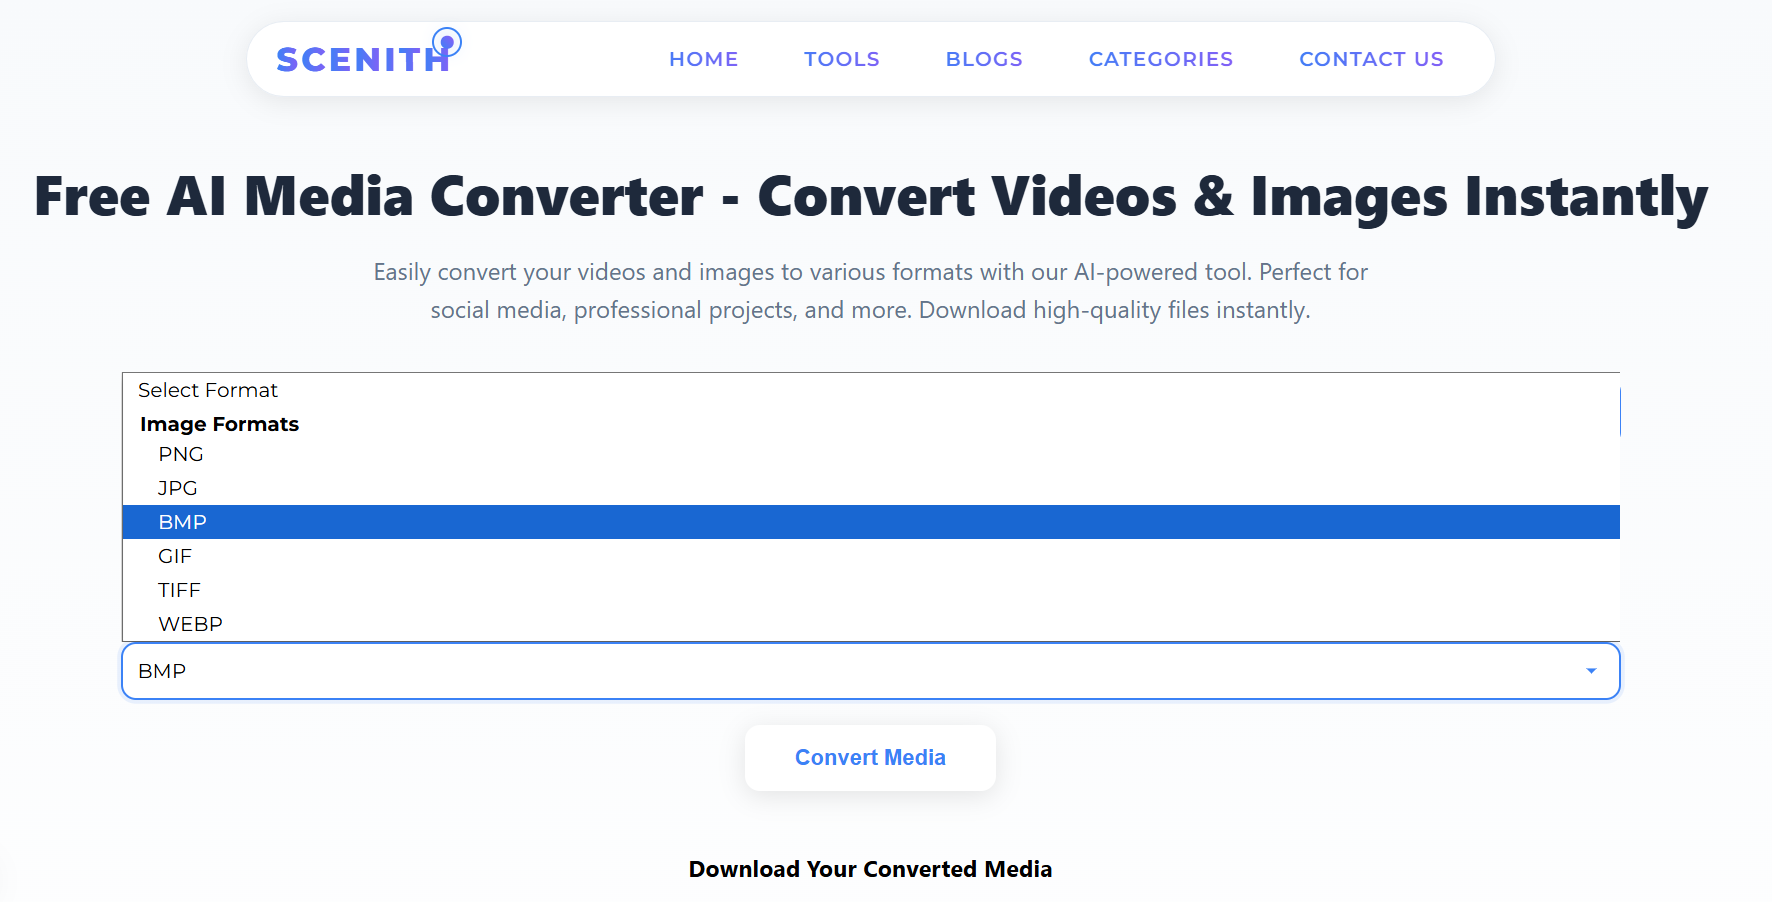 SCENITH
HOME TOOLS BLOGS CATEGORIES CONTACT US
Free AI Media Converter - Convert Videos & Images Instantly
Easily convert your videos and images to various formats with our AI-powered tool. Perfect for
social media, professional projects, and more. Download high-quality files instantly.
Select Format
Image Formats
PNG
JPG
BMP
GIF
TIFF
WEBP
BMP
Convert Media
Download Your Converted Media